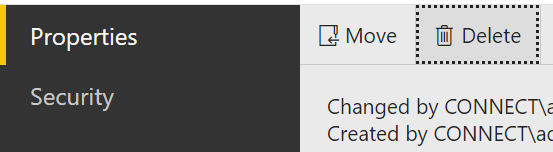 Properties
Security
Move
Delete
Changed by CONNECT\
Created by CONNECT\